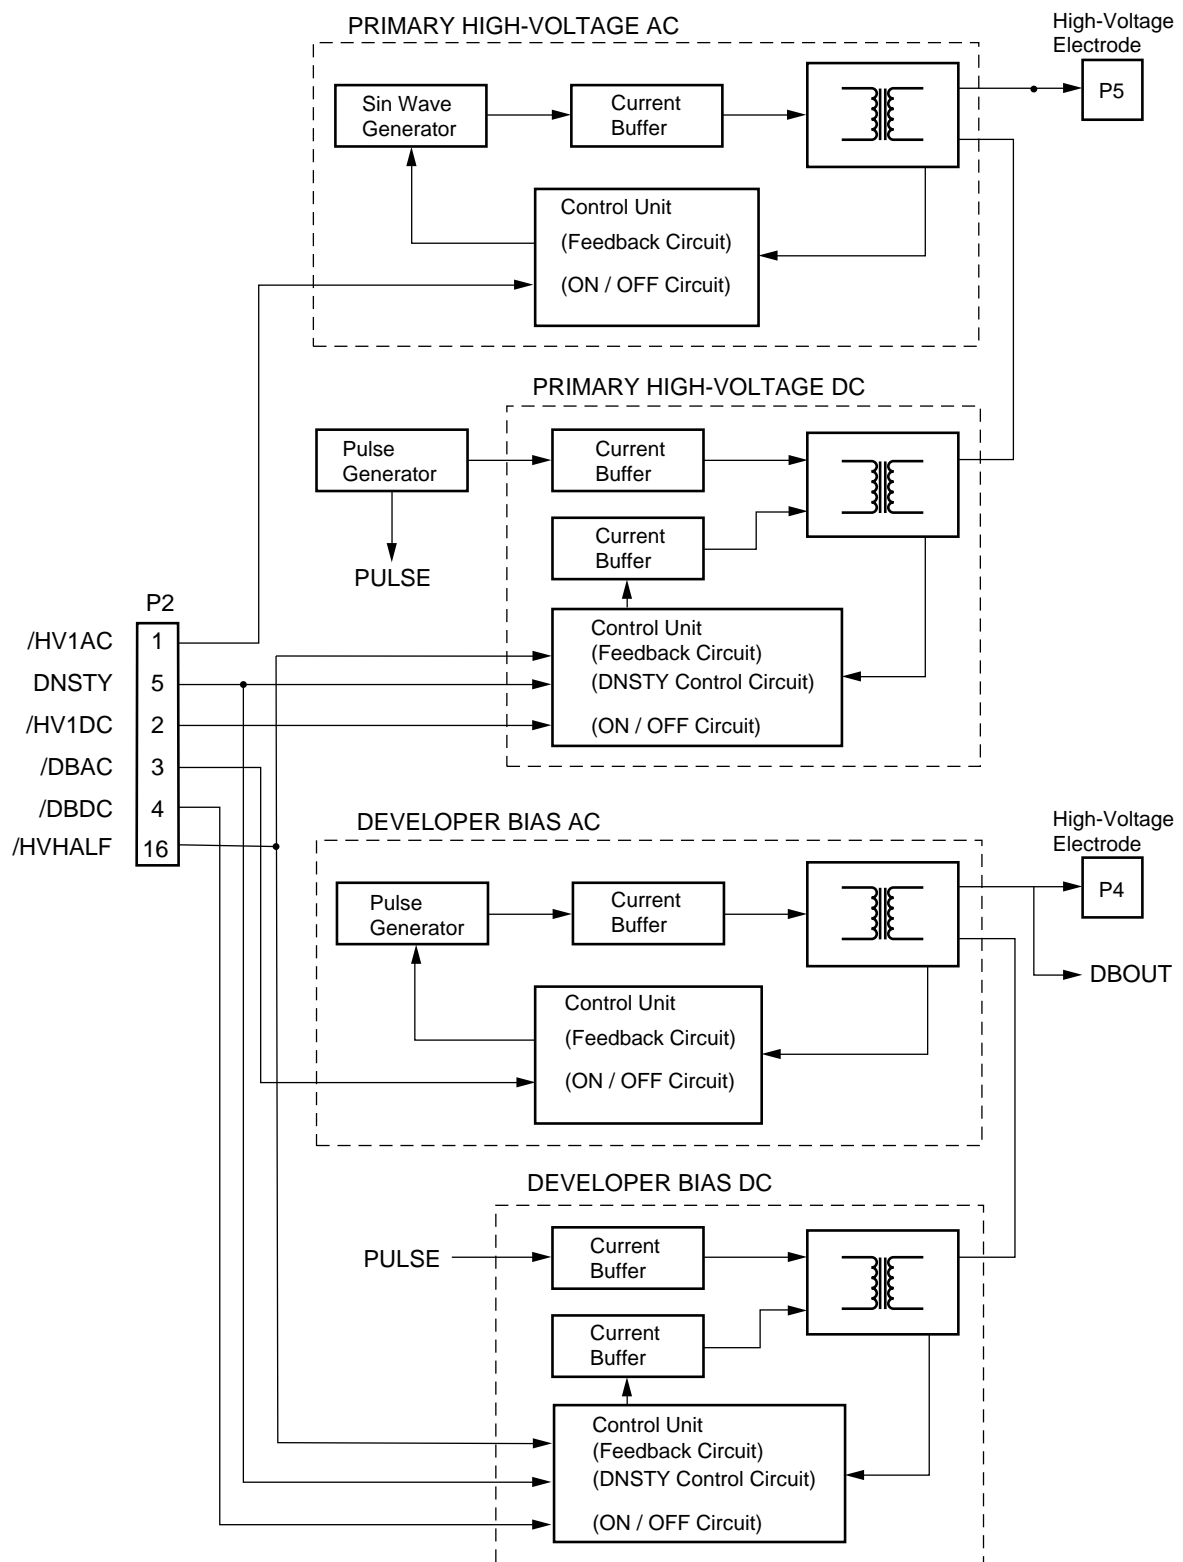 PRIMARY HIGH-VOLTAGE AC
High-Voltage
Electrode
P5
Sin Wave
Generator
Current
Buffer
Control Unit
(Feedback Circuit)
(ON / OFF Circuit)
PRIMARY HIGH-VOLTAGE DC
Pulse
Generator
Current
Buffer
Current
Buffer
PULSE
Control Unit
(Feedback Circuit)
(DNSTY Control Circuit)
(ON / OFF Circuit)
P2
/HV1AC 1
DNSTY 5
/HV1DC 2
/DBAC 3
/DBDC 4
/HVHALF 16
DEVELOPER BIAS AC
High-Voltage
Electrode
P4
Pulse
Generator
Current
Buffer
DBOUT
Control Unit
(Feedback Circuit)
(ON / OFF Circuit)
DEVELOPER BIAS DC
PULSE
Current
Buffer
Current
Buffer
Control Unit
(Feedback Circuit)
(DNSTY Control Circuit)
(ON / OFF Circuit)